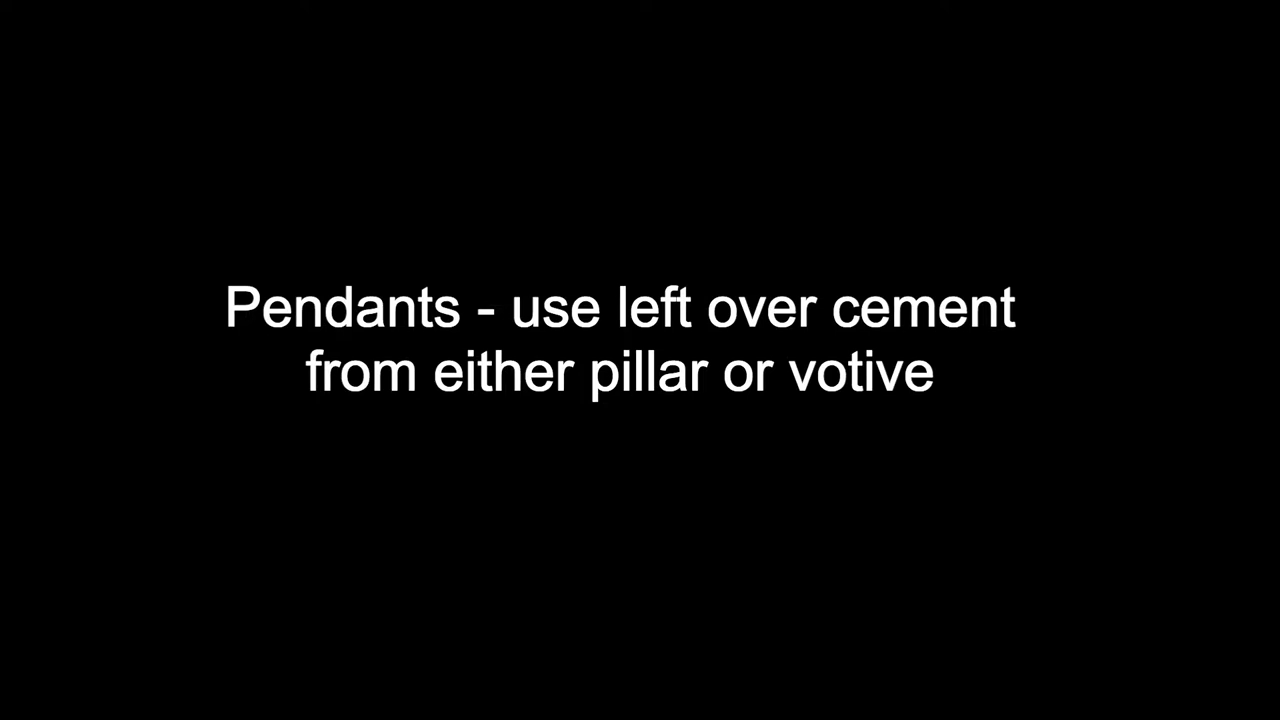 Pendants - use left over cement
from either pillar or votive